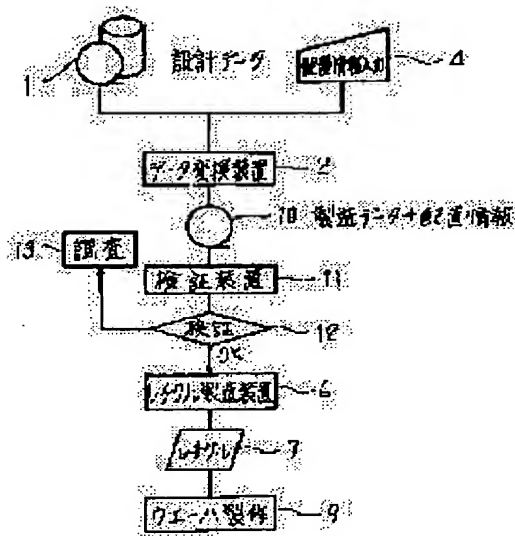 設計データ
1
配置情報入力
4
データ変換装置
2
10 製造データ+配置情報
13
調査
検証装置
11
検証
12
OK
レチクル製造装置
6
レチクル
7
ウエーハ製作
9